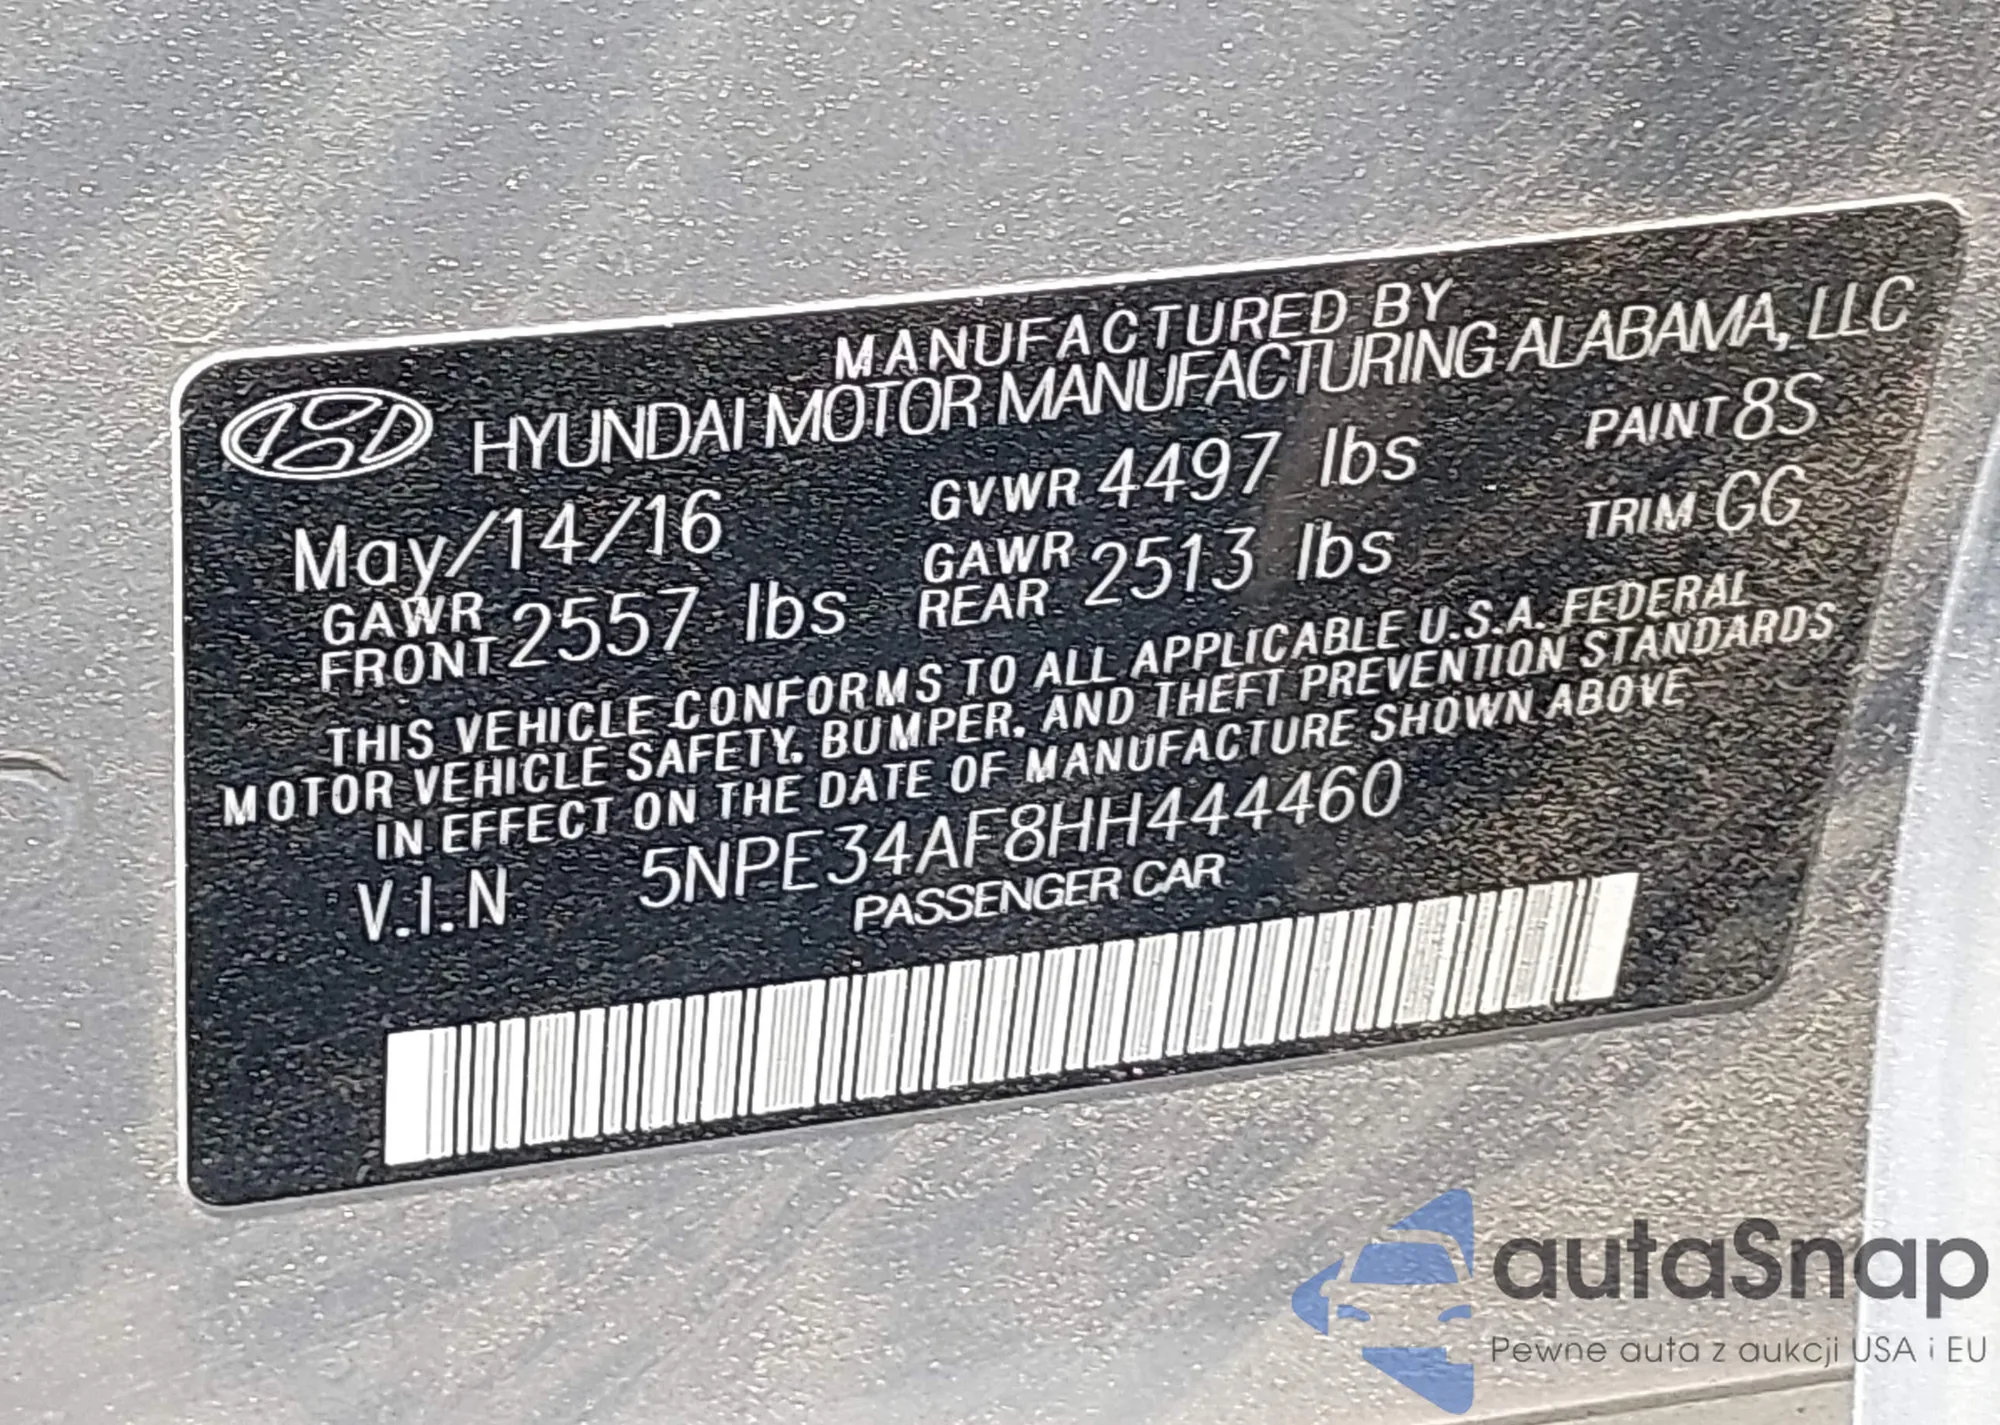 MANUFACTURED BY
HYUNDAI MOTOR MANUFACTURING ALABAMA, LLC
May/14/16 GVWR 4497 lbs PAINT 8S
GAWR FRONT 2557 lbs GAWR REAR 2513 lbs TRIM GG
THIS VEHICLE CONFORMS TO ALL APPLICABLE U.S.A. FEDERAL
MOTOR VEHICLE SAFETY, BUMPER, AND THEFT PREVENTION STANDARDS
IN EFFECT ON THE DATE OF MANUFACTURE SHOWN ABOVE
V.I.N 5NPE34AF8HH444460
PASSENGER CAR
autaSnap
Pewne auta z aukcji USA i EU